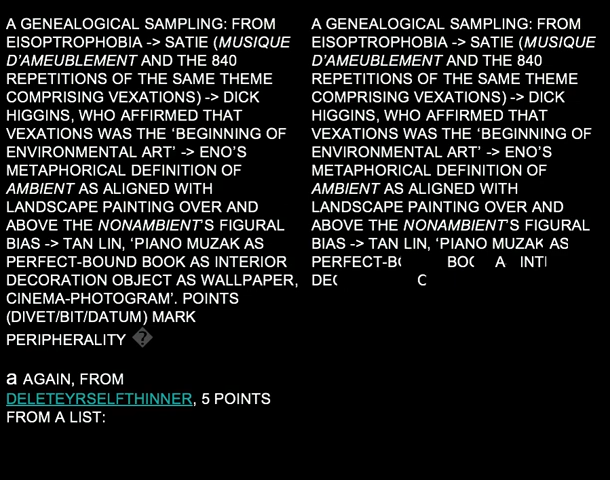 A GENEALOGICAL SAMPLING: FROM
EISOPTROPHOBIA -> SATIE (MUSIQUE
D'AMEUBLEMENT AND THE 840
REPETITIONS OF THE SAME THEME
COMPRISING VEXATIONS) -> DICK
HIGGINS, WHO AFFIRMED THAT
VEXATIONS WAS THE ‘BEGINNING OF
ENVIRONMENTAL ART’ -> ENO’S
METAPHORICAL DEFINITION OF
AMBIENT AS ALIGNED WITH
LANDSCAPE PAINTING OVER AND
ABOVE THE NONAMBIENT’S FIGURAL
BIAS -> TAN LIN, ‘PIANO MUZAK AS
PERFECT-BOUND BOOK AS INTERIOR
DECORATION OBJECT AS WALLPAPER,
CINEMA-PHOTOGRAM’. POINTS
(DIVET/BIT/DATUM) MARK
PERIPHERALITY �
a AGAIN, FROM
DELETEYRSELFTHINNER, 5 POINTS
FROM A LIST:
A GENEALOGICAL SAMPLING: FROM
EISOPTROPHOBIA -> SATIE (MUSIQUE
D'AMEUBLEMENT AND THE 840
REPETITIONS OF THE SAME THEME
COMPRISING VEXATIONS) -> DICK
HIGGINS, WHO AFFIRMED THAT
VEXATIONS WAS THE ‘BEGINNING OF
ENVIRONMENTAL ART’ -> ENO’S
METAPHORICAL DEFINITION OF
AMBIENT AS ALIGNED WITH
LANDSCAPE PAINTING OVER AND
ABOVE THE NONAMBIENT’S FIGURAL
BIAS -> TAN LIN, ‘PIANO MUZAK AS